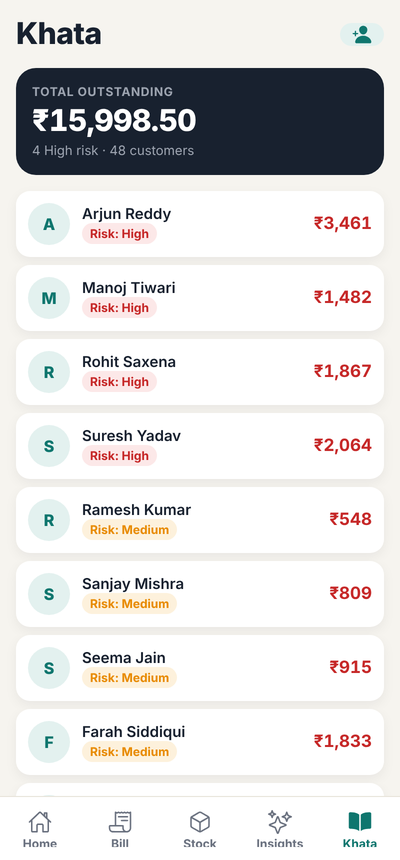 Khata
TOTAL OUTSTANDING
₹15,998.50
4 High risk · 48 customers
A
Arjun Reddy
Risk: High
₹3,461
M
Manoj Tiwari
Risk: High
₹1,482
R
Rohit Saxena
Risk: High
₹1,867
S
Suresh Yadav
Risk: High
₹2,064
R
Ramesh Kumar
Risk: Medium
₹548
S
Sanjay Mishra
Risk: Medium
₹809
S
Seema Jain
Risk: Medium
₹915
F
Farah Siddiqui
Risk: Medium
₹1,833
Home Bill Stock Insights Khata